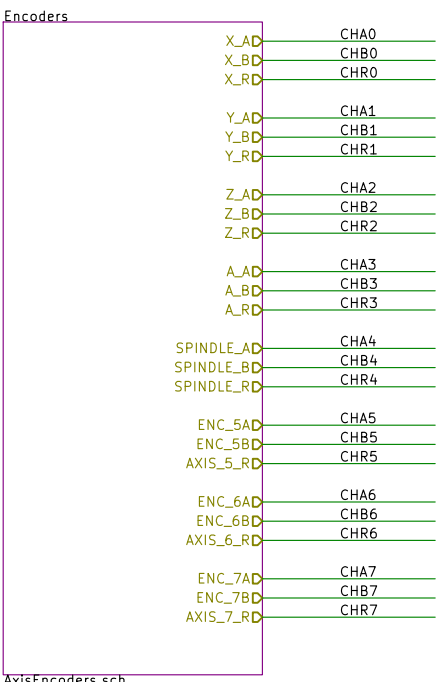 Encoders
X_A CHA0
X_B CHB0
X_R CHR0
Y_A CHA1
Y_B CHB1
Y_R CHR1
Z_A CHA2
Z_B CHB2
Z_R CHR2
A_A CHA3
A_B CHB3
A_R CHR3
SPINDLE_A CHA4
SPINDLE_B CHB4
SPINDLE_R CHR4
ENC_5A CHA5
ENC_5B CHB5
AXIS_5_R CHR5
ENC_6A CHA6
ENC_6B CHB6
AXIS_6_R CHR6
ENC_7A CHA7
ENC_7B CHB7
AXIS_7_R CHR7
AxisEncoders.sch